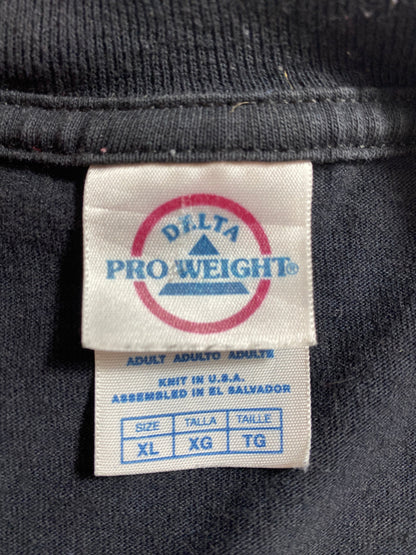 DELTA
PRO WEIGHT®
ADULT ADULTO ADULTE
KNIT IN U.S.A.
ASSEMBLED IN EL SALVADOR
SIZE TALLA TAILLE
XL XG TG